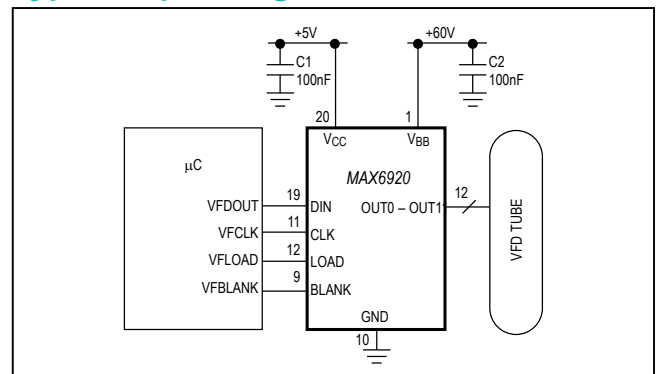 +5V
+60V
C1
100nF
C2
100nF
20
1
VCC
VBB
μC
MAX6920
VFDOUT
19
DIN
OUT0 – OUT1
12
VFD TUBE
VFCLK
11
CLK
VFLOAD
12
LOAD
VFBLANK
9
BLANK
GND
10